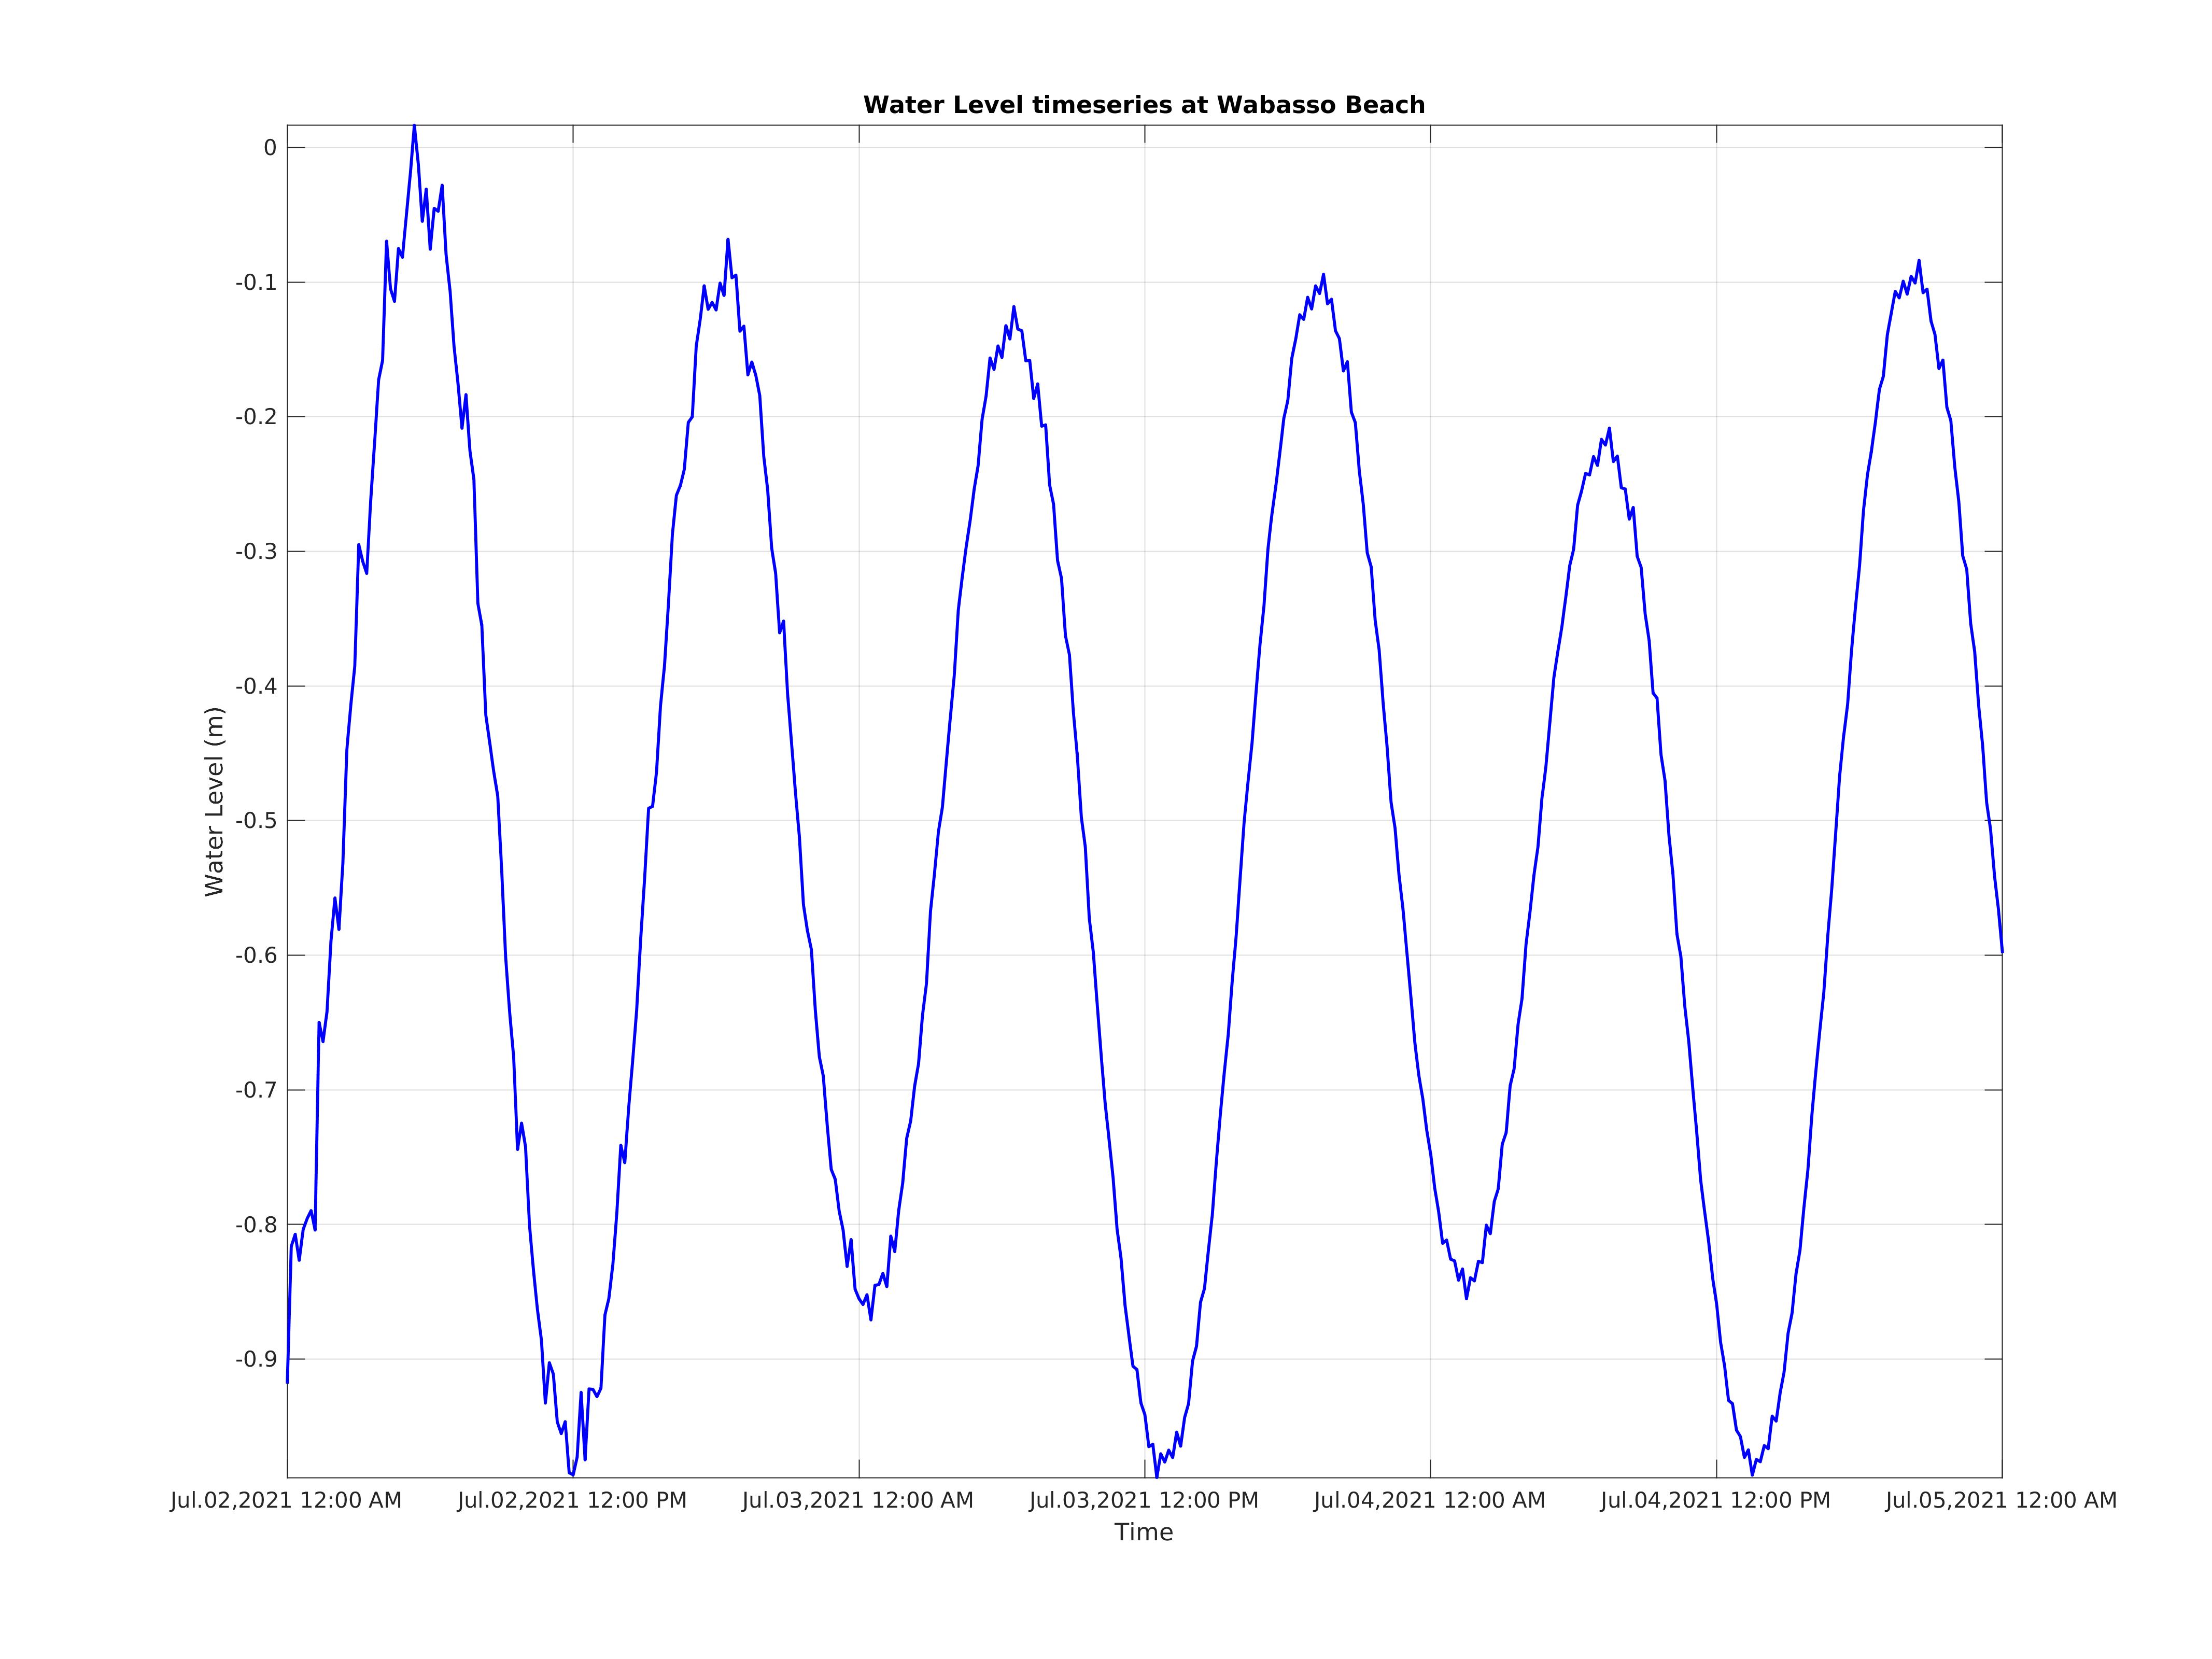 Water Level timeseries at Wabasso Beach
0
-0.1
-0.2
-0.3
-0.4
-0.5
-0.6
-0.7
-0.8
-0.9
Water Level (m)
Jul.02,2021 12:00 AM
Jul.02,2021 12:00 PM
Jul.03,2021 12:00 AM
Jul.03,2021 12:00 PM
Jul.04,2021 12:00 AM
Jul.04,2021 12:00 PM
Jul.05,2021 12:00 AM
Time